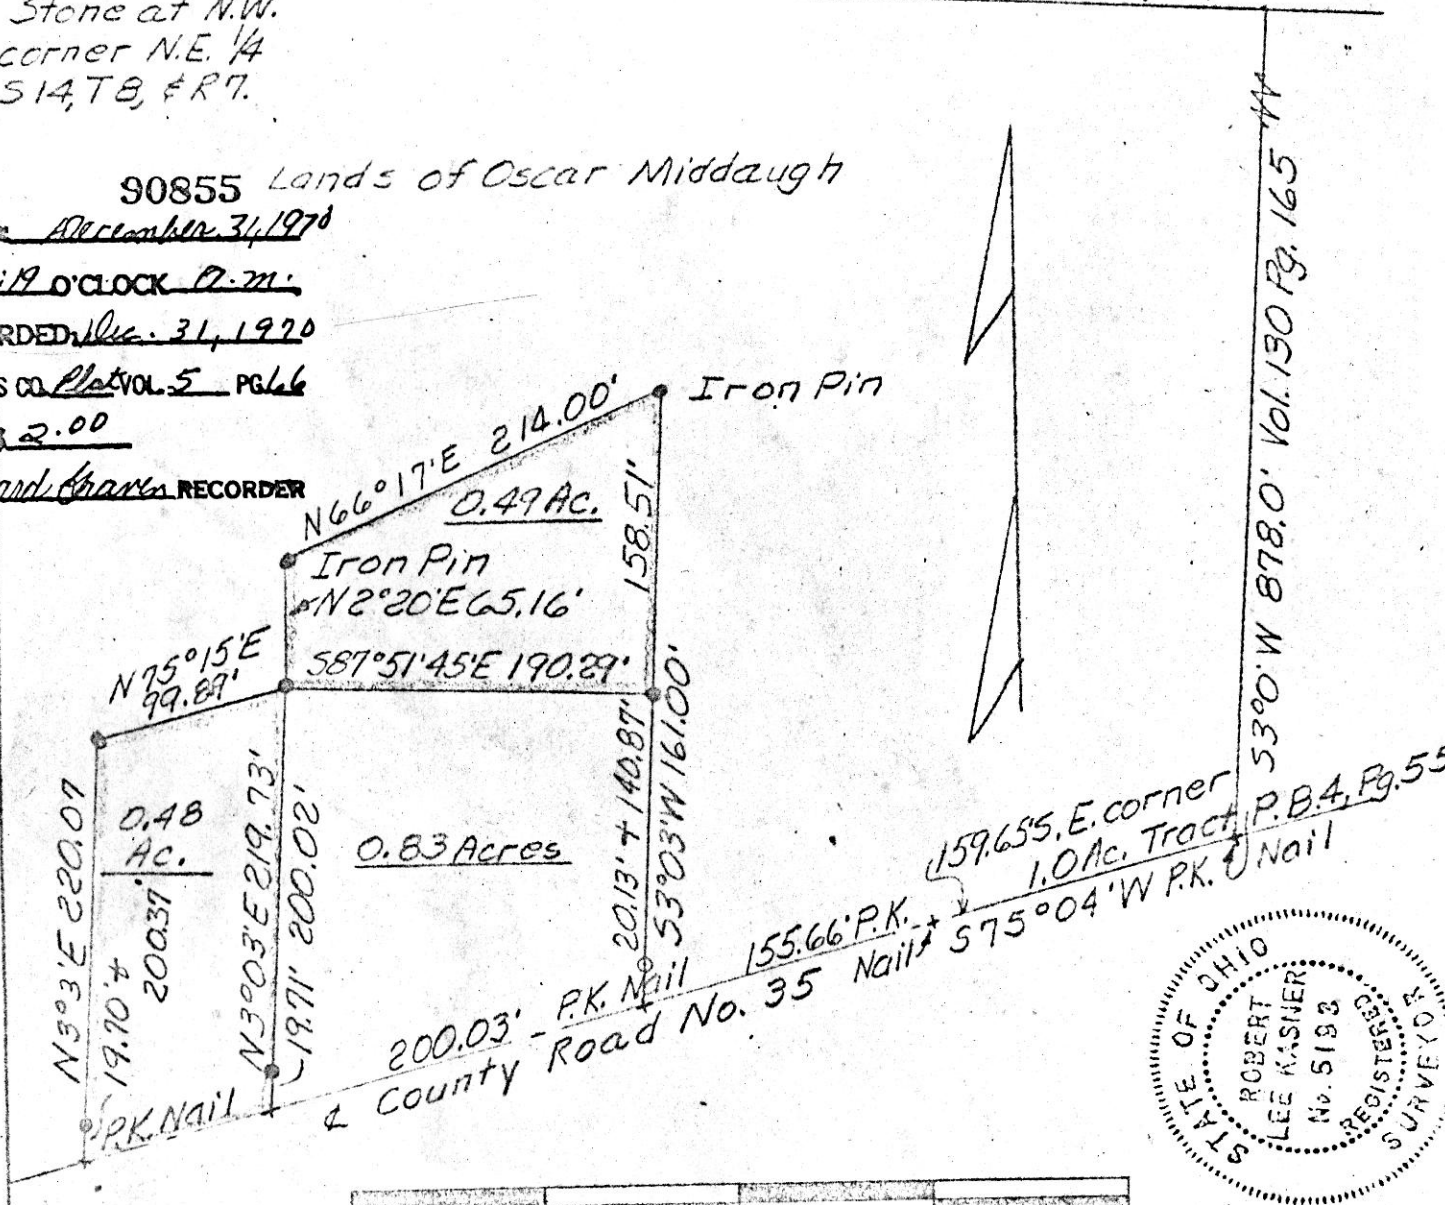 Stone at N.W.
corner N.E. 1/4
S14, T8, & R7.
90855
Lands of Oscar Middaugh
December 31, 1970
O'CLOCK
RDED Dec. 31, 1970
S CO. Plat VOL. 5 PG 66
2.00
RECORDER
Iron Pin
N66°17'E 214.00'
0.49 Ac.
158.51'
Iron Pin
N2°20'E 65.16'
N75°15'E
99.89'
S87°51'45"E 190.29'
N3°3'E 220.07
0.48
Ac.
19.70' +
200.37'
N3°03'E 219.73'
19.71' 200.02'
0.83 Acres
20.13' + 140.87'
S3°03'W 161.00'
S3°0'W 878.0' Vol. 130 Pg. 165
159.65 S.E. corner
1.0 Ac. Tract P.B.4, Pg. 55
S75°04'W P.K. Nail
155.66' P.K.
Nail
P.K. Nail
200.03'
County Road No. 35
P.K. Nail
STATE OF OHIO
ROBERT
LEE KASNER
No. 5183
REGISTERED
SURVEYOR